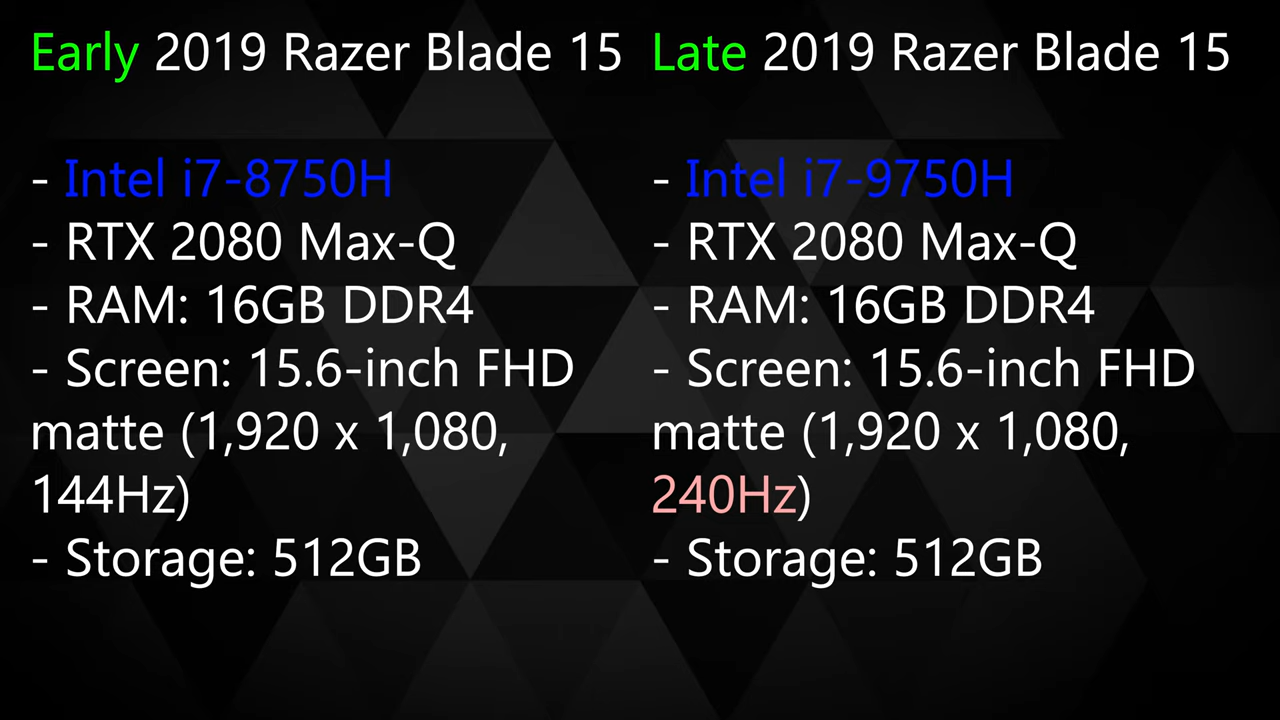 Early 2019 Razer Blade 15
- Intel i7-8750H
- RTX 2080 Max-Q
- RAM: 16GB DDR4
- Screen: 15.6-inch FHD
matte (1,920 x 1,080,
144Hz)
- Storage: 512GB
Late 2019 Razer Blade 15
- Intel i7-9750H
- RTX 2080 Max-Q
- RAM: 16GB DDR4
- Screen: 15.6-inch FHD
matte (1,920 x 1,080,
240Hz)
- Storage: 512GB